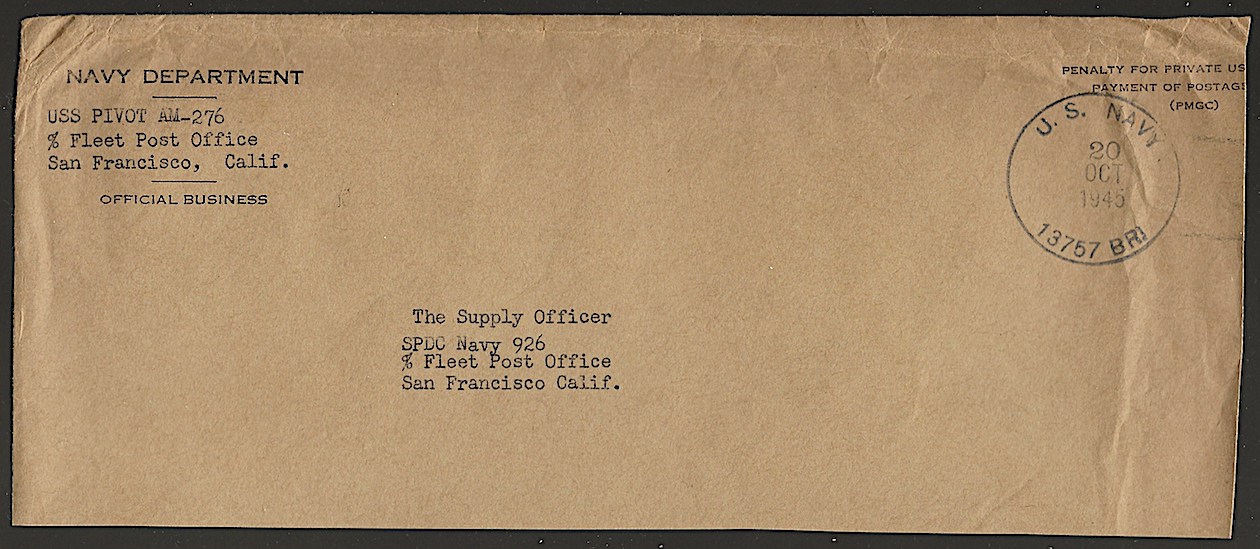 NAVY DEPARTMENT
USS PIVOT AM-276
% Fleet Post Office
San Francisco, Calif.
OFFICIAL BUSINESS
PENALTY FOR PRIVATE US
PAYMENT OF POSTAGE
(PMGC)
U. S. NAVY
20
OCT
1945
13757 BR
The Supply Officer
SPDC Navy 926
% Fleet Post Office
San Francisco Calif.